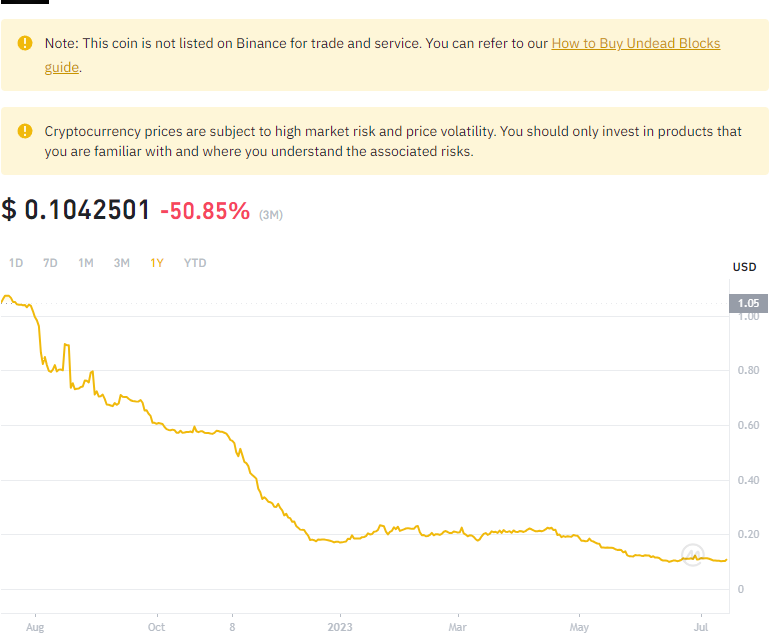 Note: This coin is not listed on Binance for trade and service. You can refer to our How to Buy Undead Blocks
guide.
Cryptocurrency prices are subject to high market risk and price volatility. You should only invest in products that
you are familiar with and where you understand the associated risks.
$ 0.1042501 -50.85% (3M)
1D 7D 1M 3M 1Y YTD
USD
1.05
1.00
0.80
0.60
0.40
0.20
0
Aug Oct 8 2023 Mar May Jul